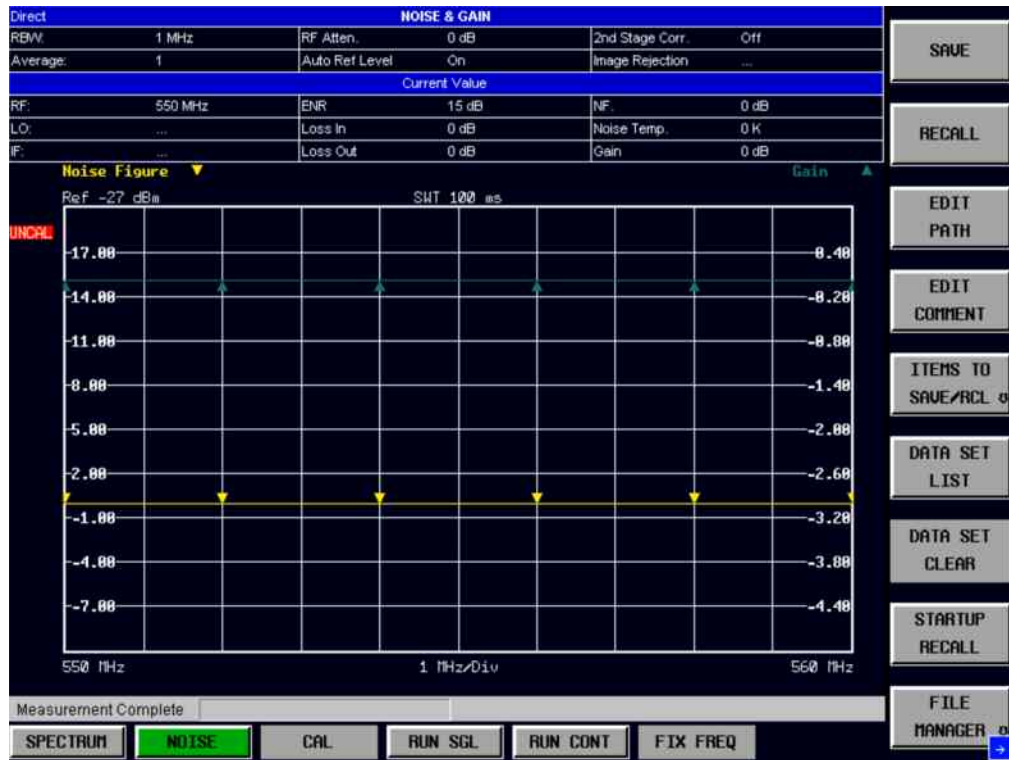 Direct NOISE & GAIN
RBW: 1 MHz RF Atten. 0 dB 2nd Stage Corr. Off
Average: 1 Auto Ref Level On Image Rejection ...
Current Value
RF: 550 MHz ENR 15 dB NF. 0 dB
LO: ... Loss In 0 dB Noise Temp. 0 K
IF: ... Loss Out 0 dB Gain 0 dB
Noise Figure ▼ Gain ▲
Ref -27 dBm SWT 100 ms
UNCAL
-17.00 0.40
-14.00 -0.20
-11.00 -0.80
-8.00 -1.40
-5.00 -2.00
-2.00 -2.60
-1.00 -3.20
-4.00 -3.80
-7.00 -4.40
550 MHz 1 MHz/Div 560 MHz
Measurement Complete
SPECTRUM NOISE CAL RUN SGL RUN CONT FIX FREQ
SAVE
RECALL
EDIT
PATH
EDIT
COMMENT
ITEMS TO
SAVE/RCL
DATA SET
LIST
DATA SET
CLEAR
STARTUP
RECALL
FILE
MANAGER